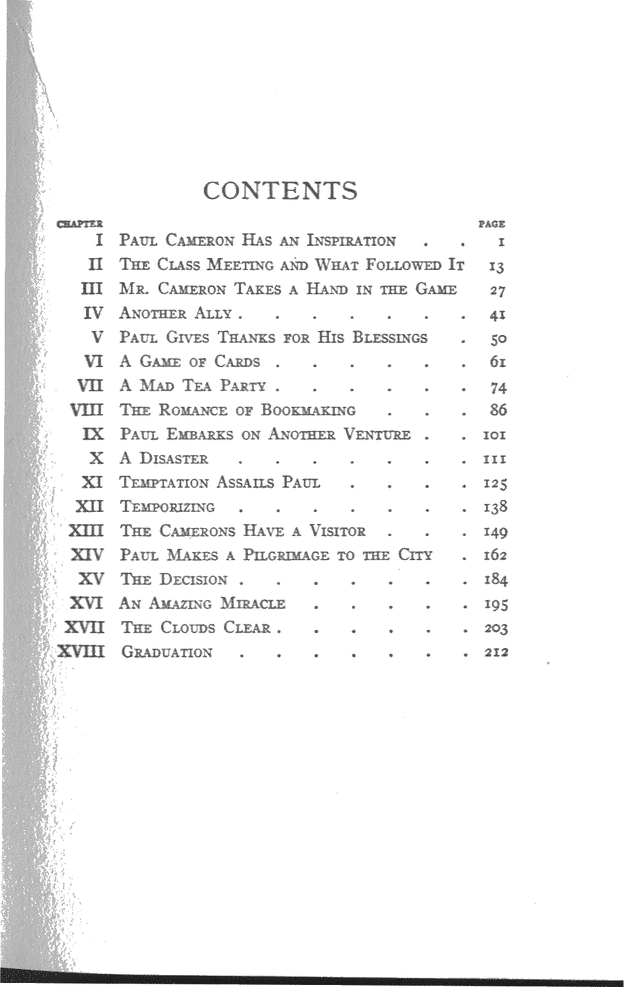 CONTENTS
CHAPTER PAGE
I PAUL CAMERON HAS AN INSPIRATION . . 1
II THE CLASS MEETING AND WHAT FOLLOWED IT 13
III MR. CAMERON TAKES A HAND IN THE GAME 27
IV ANOTHER ALLY . . . . . . . 41
V PAUL GIVES THANKS FOR HIS BLESSINGS . 50
VI A GAME OF CARDS . . . . . . 61
VII A MAD TEA PARTY . . . . . . 74
VIII THE ROMANCE OF BOOKMAKING . . . 86
IX PAUL EMBARKS ON ANOTHER VENTURE . . 101
X A DISASTER . . . . . . . 111
XI TEMPTATION ASSAILS PAUL . . . . 125
XII TEMPORIZING . . . . . . . 138
XIII THE CAMERONS HAVE A VISITOR . . . 149
XIV PAUL MAKES A PILGRIMAGE TO THE CITY . 162
XV THE DECISION . . . . . . . 184
XVI AN AMAZING MIRACLE . . . . . 195
XVII THE CLOUDS CLEAR . . . . . . 203
XVIII GRADUATION . . . . . . . 212